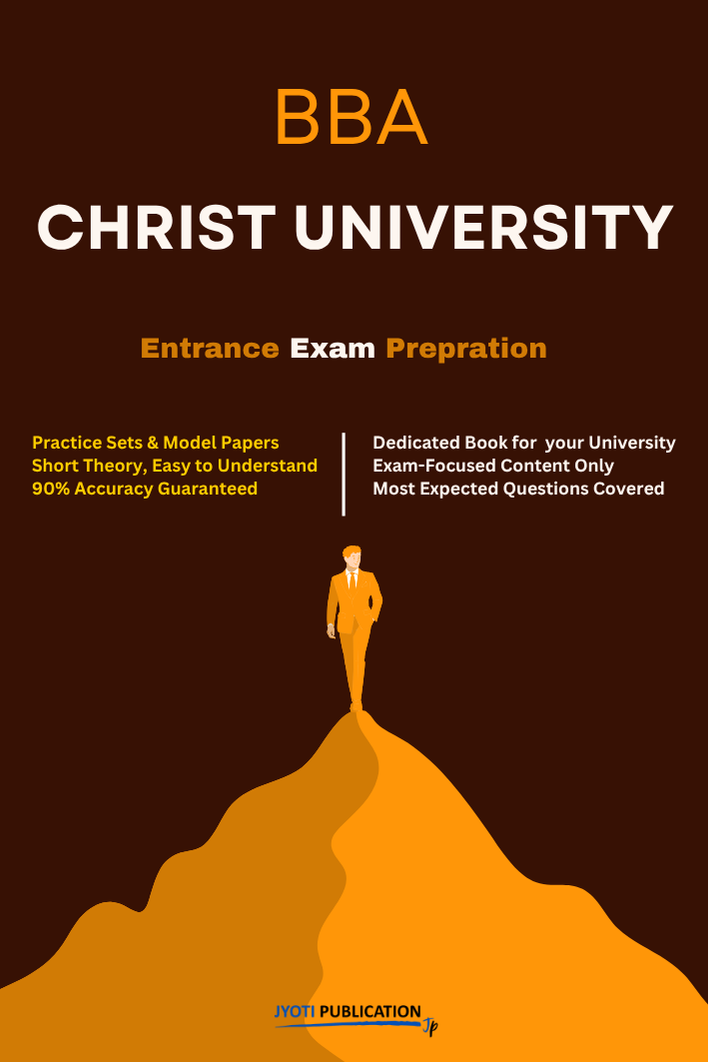 BBA
CHRIST UNIVERSITY
Entrance Exam Prepration
Practice Sets & Model Papers
Short Theory, Easy to Understand
90% Accuracy Guaranteed
Dedicated Book for  your University
Exam-Focused Content Only
Most Expected Questions Covered
JYOTI PUBLICATION
Jp